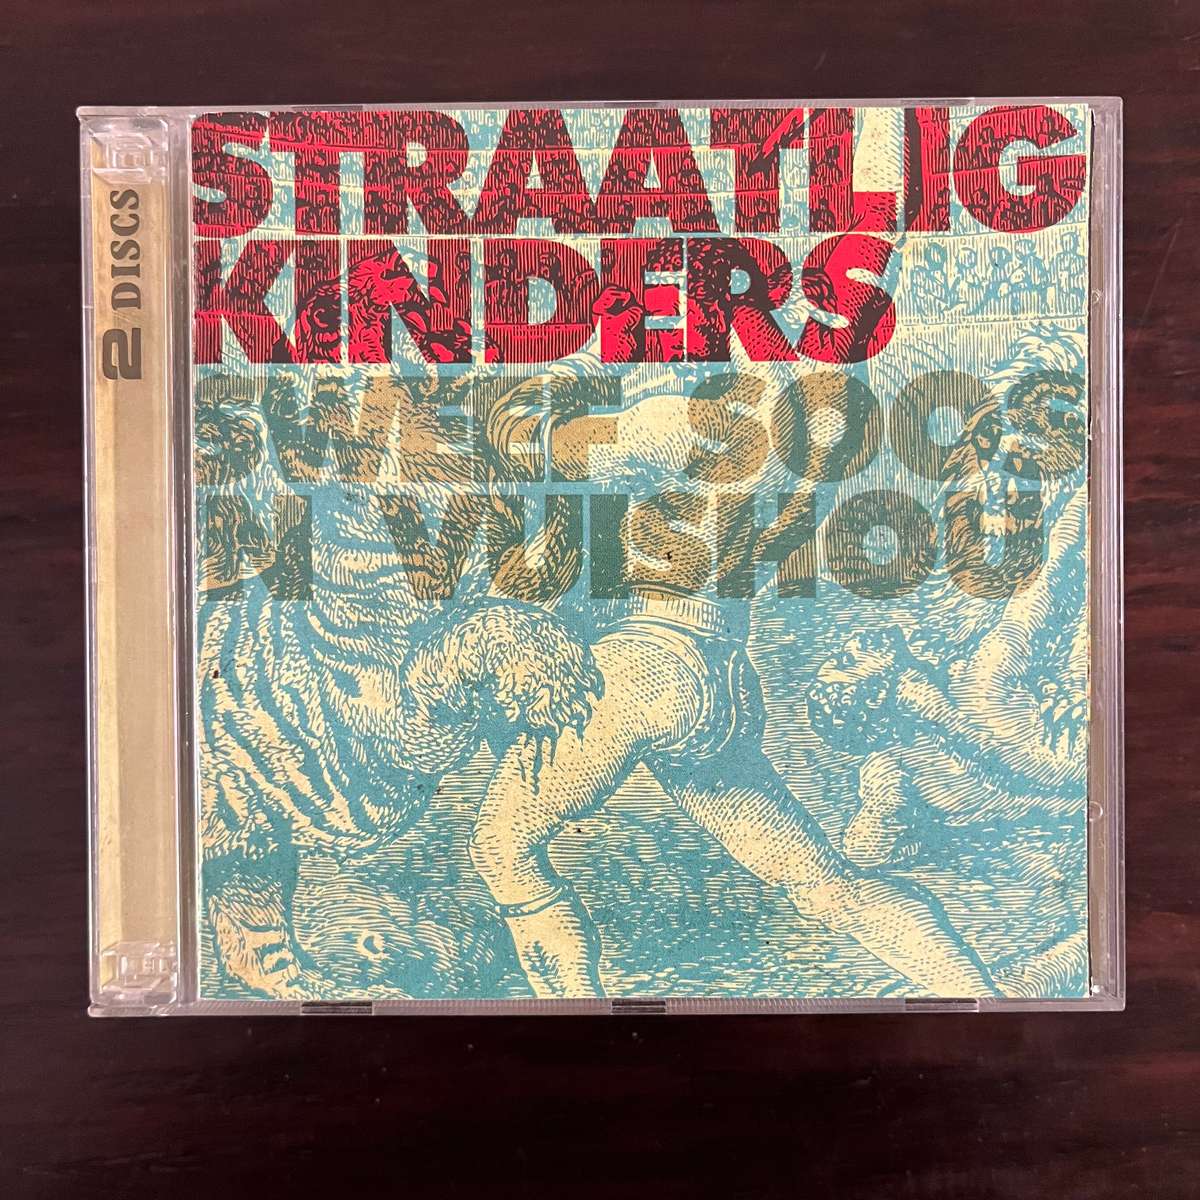 STRAATLIG
KINDERS
SWEET SOOS
'N VUISHOU
2 DISCS